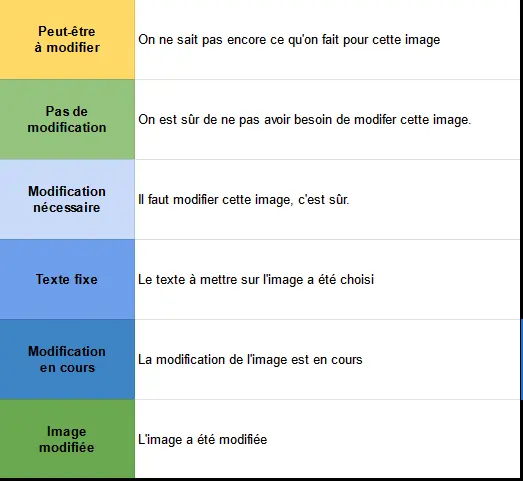 Peut-être
à modifier
On ne sait pas encore ce qu'on fait pour cette image
Pas de
modification
On est sûr de ne pas avoir besoin de modifer cette image.
Modification
nécessaire
Il faut modifier cette image, c'est sûr.
Texte fixe
Le texte à mettre sur l'image a été choisi
Modification
en cours
La modification de l'image est en cours
Image
modifiée
L'image a été modifiée